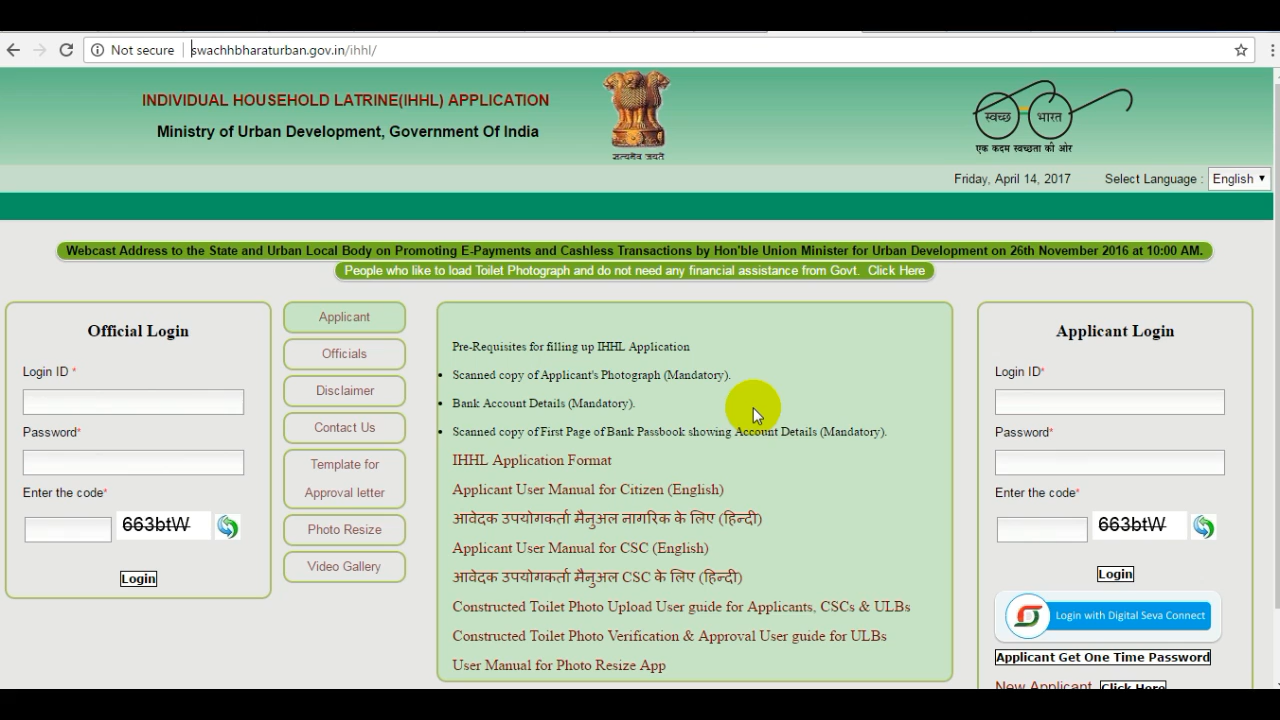 Not secure | swachhbharaturban.gov.in/ihhl/
INDIVIDUAL HOUSEHOLD LATRINE(IHHL) APPLICATION
Ministry of Urban Development, Government Of India
सत्यमेव जयते
स्वच्छ भारत
एक कदम स्वच्छता की ओर
Friday, April 14, 2017 Select Language : English
Webcast Address to the State and Urban Local Body on Promoting E-Payments and Cashless Transactions by Hon'ble Union Minister for Urban Development on 26th November 2016 at 10:00 AM.
People who like to load Toilet Photograph and do not need any financial assistance from Govt. Click Here
Official Login
Login ID *
Password*
Enter the code*
663btW
Login
Applicant
Officials
Disclaimer
Contact Us
Template for
Approval letter
Photo Resize
Video Gallery
Pre-Requisites for filling up IHHL Application
• Scanned copy of Applicant's Photograph (Mandatory).
• Bank Account Details (Mandatory).
• Scanned copy of First Page of Bank Passbook showing Account Details (Mandatory).
IHHL Application Format
Applicant User Manual for Citizen (English)
आवेदक उपयोगकर्ता मैनुअल नागरिक के लिए (हिन्दी)
Applicant User Manual for CSC (English)
आवेदक उपयोगकर्ता मैनुअल CSC के लिए (हिन्दी)
Constructed Toilet Photo Upload User guide for Applicants, CSCs & ULBs
Constructed Toilet Photo Verification & Approval User guide for ULBs
User Manual for Photo Resize App
Applicant Login
Login ID*
Password*
Enter the code*
663btW
Login
Login with Digital Seva Connect
Applicant Get One Time Password
New Applicant Click Here